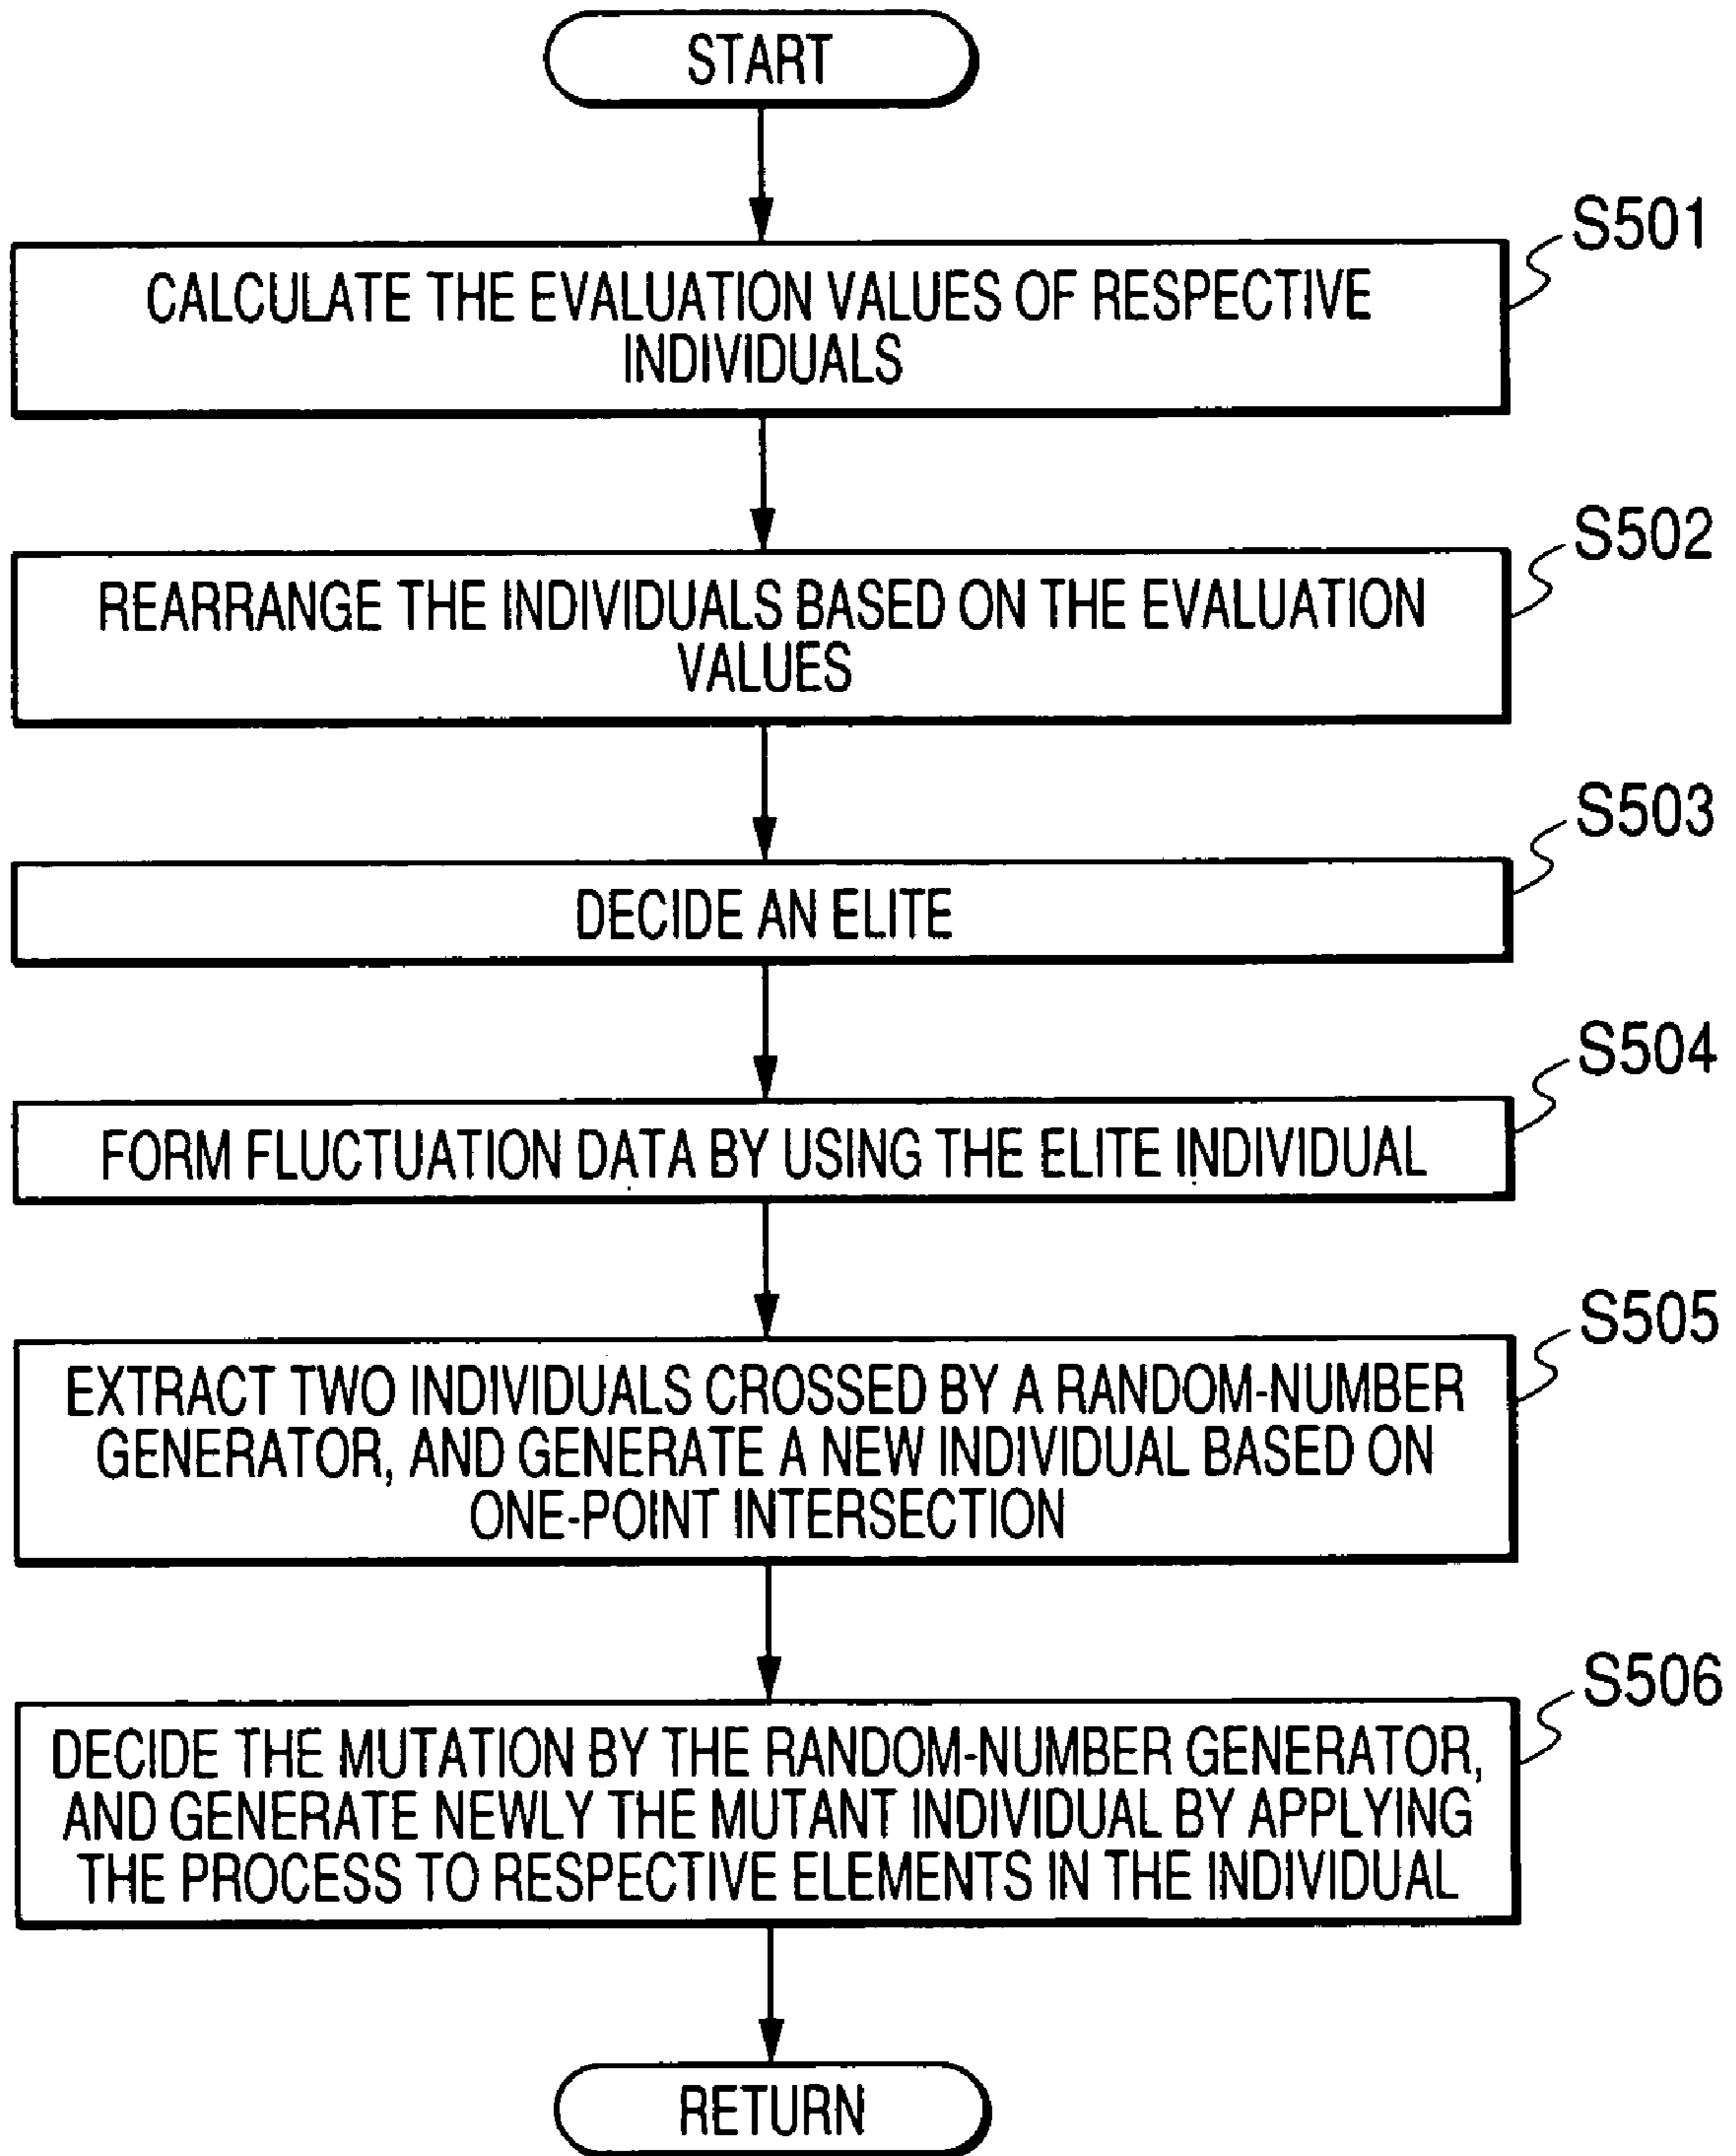 START
S501
CALCULATE THE EVALUATION VALUES OF RESPECTIVE
INDIVIDUALS
S502
REARRANGE THE INDIVIDUALS BASED ON THE EVALUATION
VALUES
S503
DECIDE AN ELITE
S504
FORM FLUCTUATION DATA BY USING THE ELITE INDIVIDUAL
S505
EXTRACT TWO INDIVIDUALS CROSSED BY A RANDOM-NUMBER
GENERATOR, AND GENERATE A NEW INDIVIDUAL BASED ON
ONE-POINT INTERSECTION
S506
DECIDE THE MUTATION BY THE RANDOM-NUMBER GENERATOR,
AND GENERATE NEWLY THE MUTANT INDIVIDUAL BY APPLYING
THE PROCESS TO RESPECTIVE ELEMENTS IN THE INDIVIDUAL
RETURN